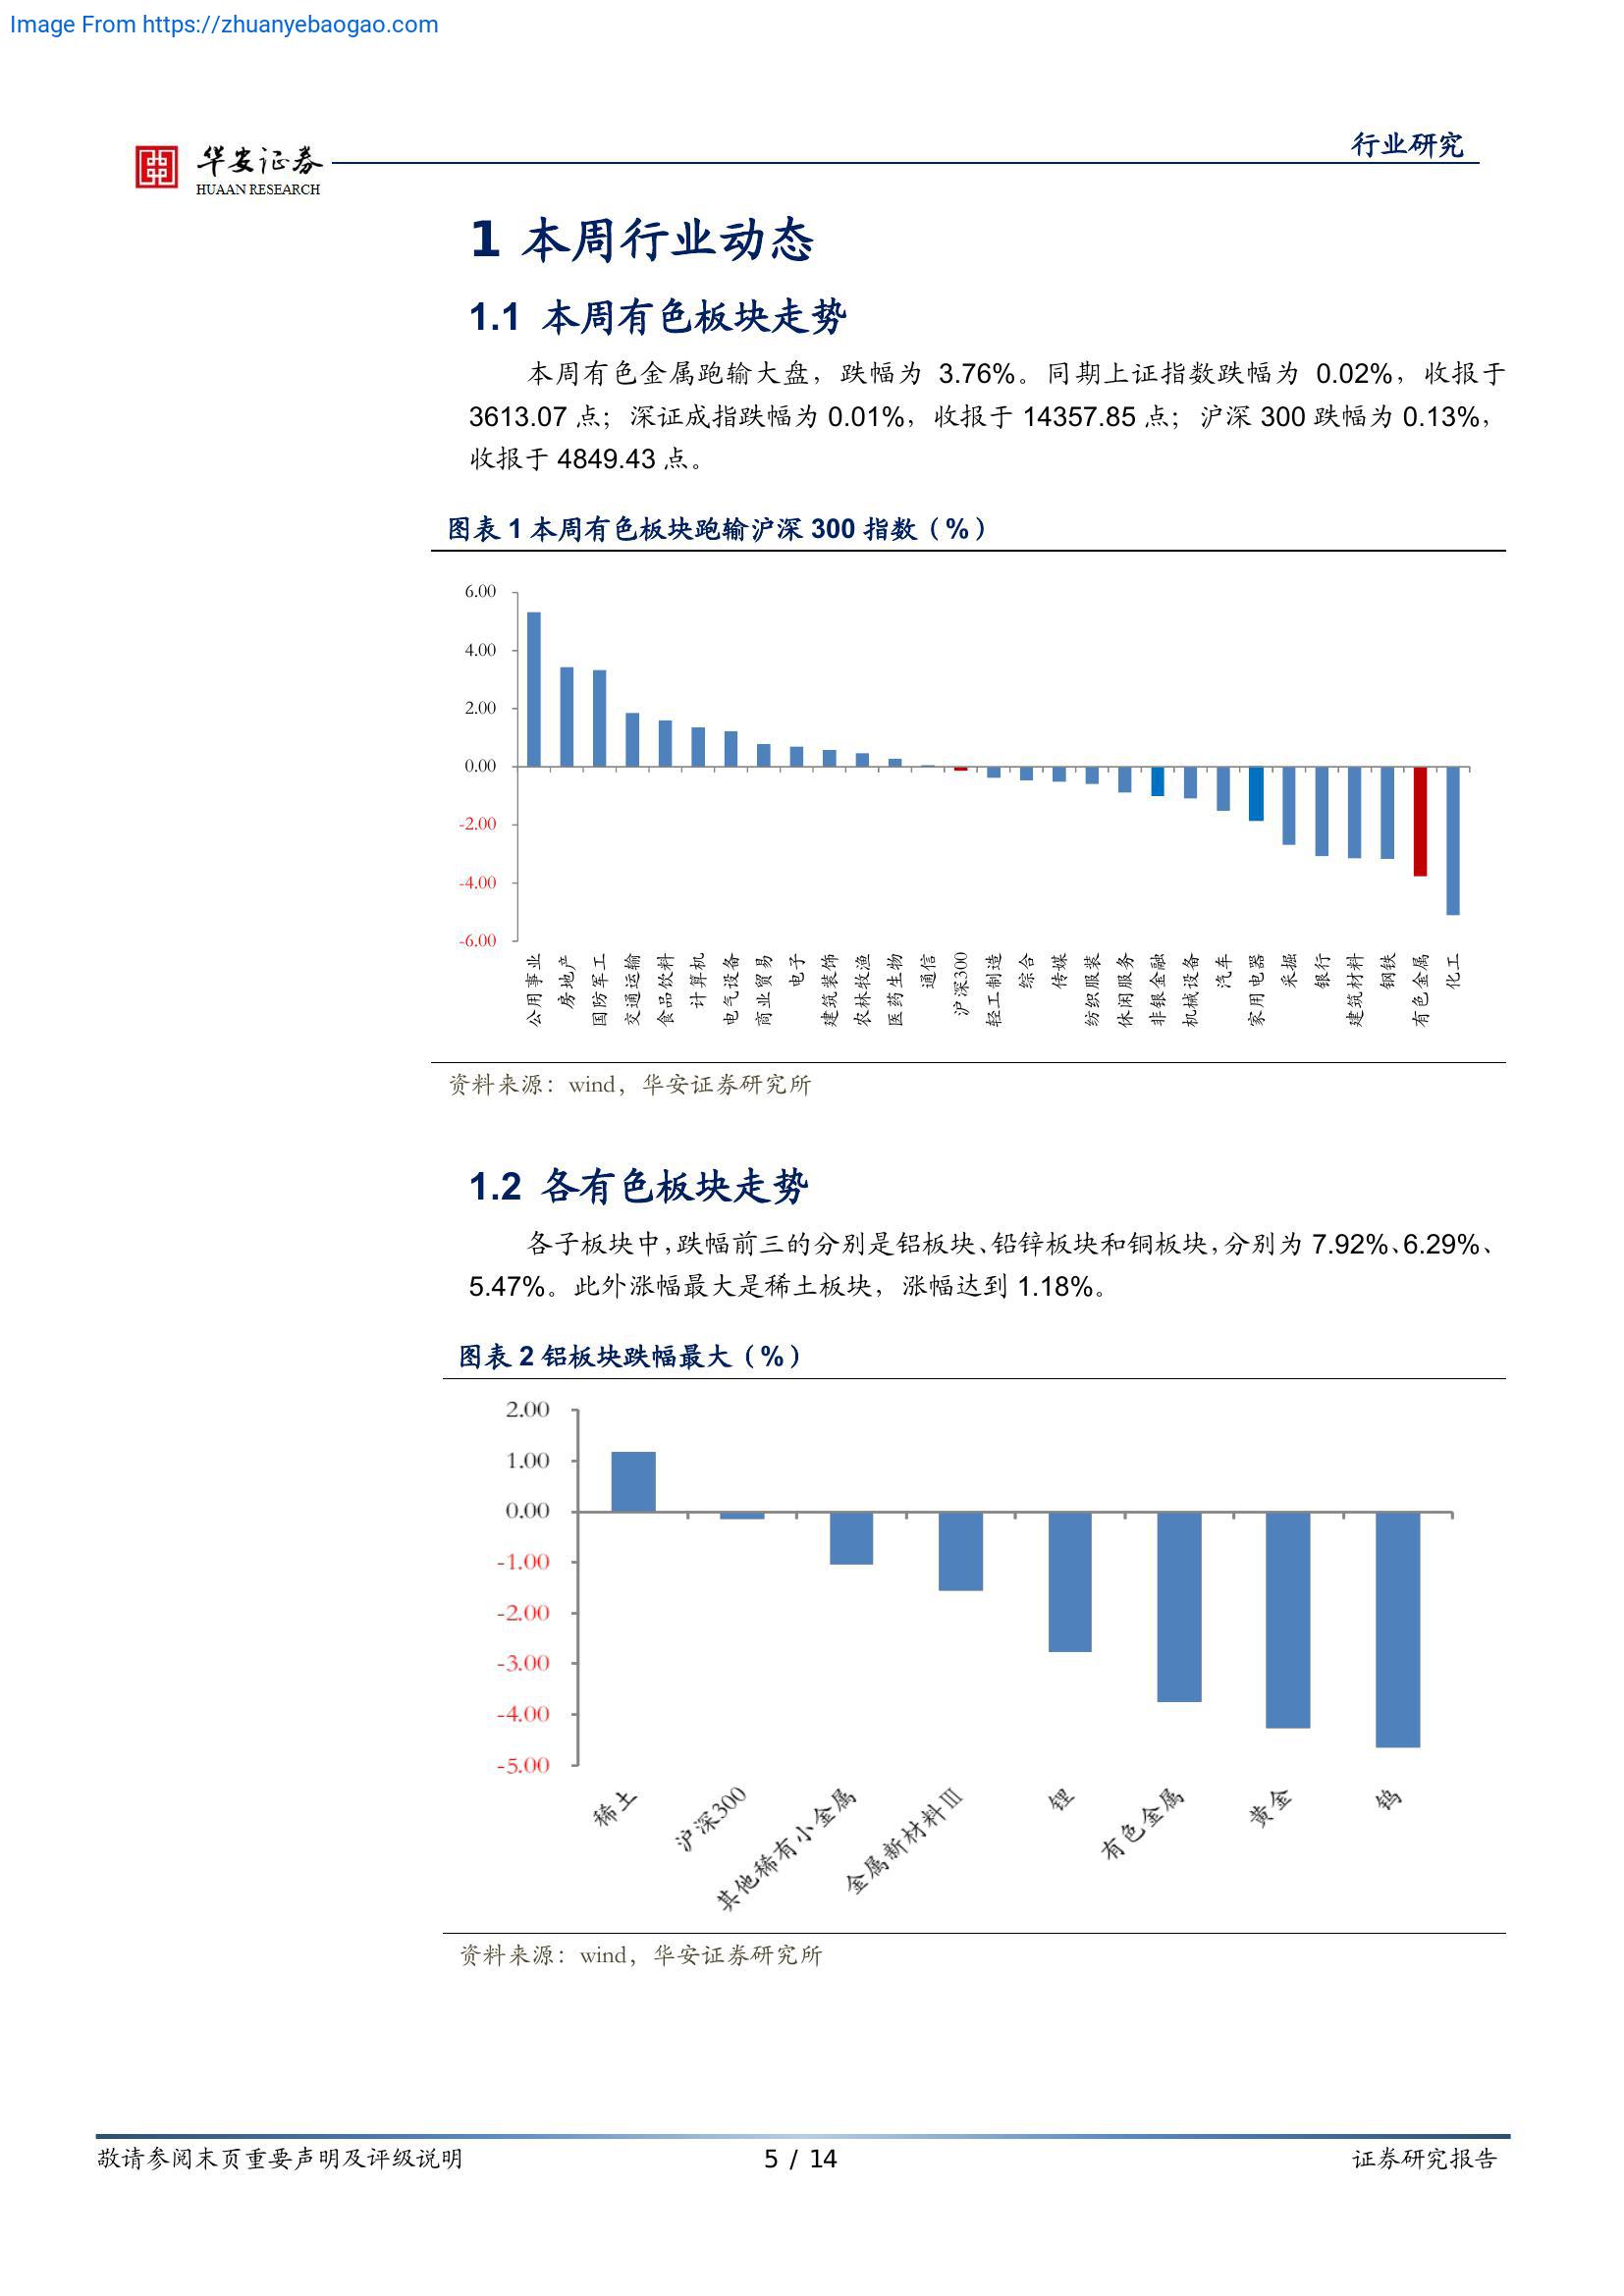 Image From https://zhuanyebaogao.com
华安证券
HUAAN RESEARCH
行业研究
1 本周行业动态
1.1 本周有色板块走势
本周有色金属跑输大盘，跌幅为 3.76%。同期上证指数跌幅为 0.02%，收报于
3613.07 点；深证成指跌幅为 0.01%，收报于 14357.85 点；沪深 300 跌幅为 0.13%，
收报于 4849.43 点。
图表 1 本周有色板块跑输沪深 300 指数（%）
6.00
4.00
2.00
0.00
-2.00
-4.00
-6.00
公用事业
房地产
国防军工
交通运输
食品饮料
计算机
电气设备
商业贸易
电子
建筑装饰
农林牧渔
医药生物
通信
沪深300
轻工制造
综合
传媒
纺织服装
休闲服务
非银金融
机械设备
汽车
家用电器
采掘
银行
建筑材料
钢铁
有色金属
化工
资料来源：wind，华安证券研究所
1.2 各有色板块走势
各子板块中，跌幅前三的分别是铝板块、铅锌板块和铜板块，分别为 7.92%、6.29%、
5.47%。此外涨幅最大是稀土板块，涨幅达到 1.18%。
图表 2 铝板块跌幅最大（%）
2.00
1.00
0.00
-1.00
-2.00
-3.00
-4.00
-5.00
稀土
沪深300
其他稀有小金属
金属新材料Ⅲ
锂
有色金属
黄金
钨
资料来源：wind，华安证券研究所
敬请参阅末页重要声明及评级说明
5 / 14
证券研究报告